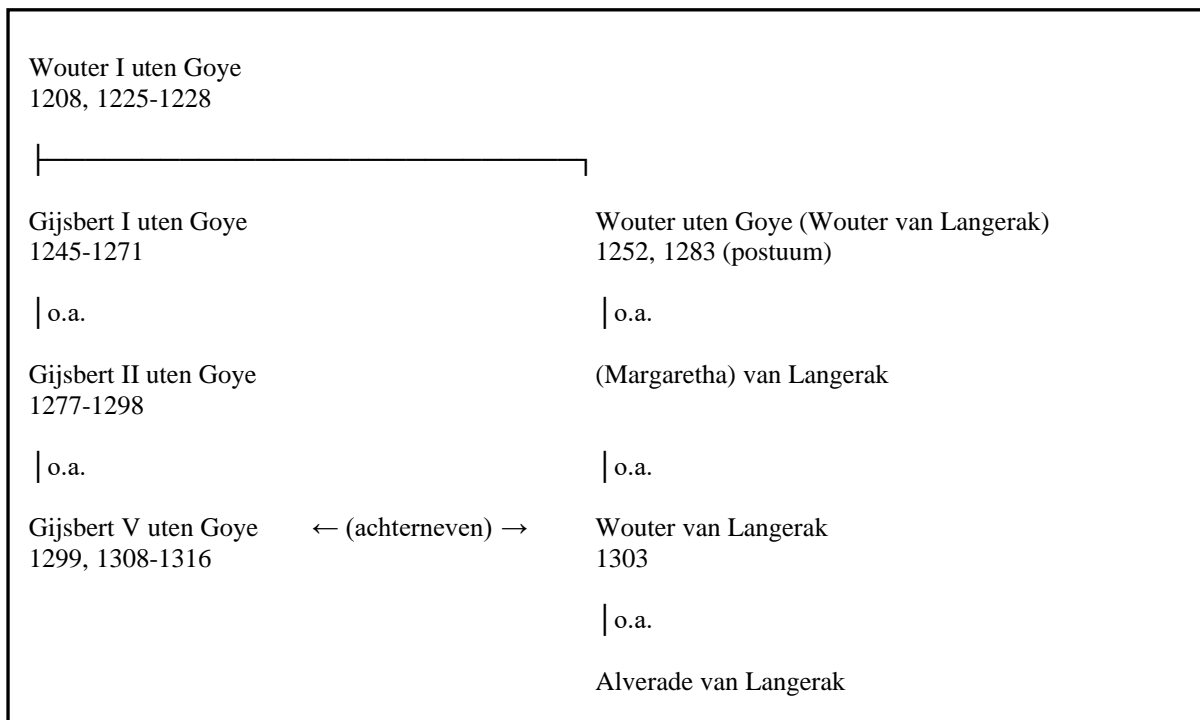 Wouter I uten Goye
1208, 1225-1228
Gijsbert I uten Goye Wouter uten Goye (Wouter van Langerak)
1245-1271 1252, 1283 (postuum)
o.a. o.a.
Gijsbert II uten Goye (Margaretha) van Langerak
1277-1298
o.a. o.a.
Gijsbert V uten Goye ← (achterneven) → Wouter van Langerak
1299, 1308-1316 1303
o.a.
Alverade van Langerak